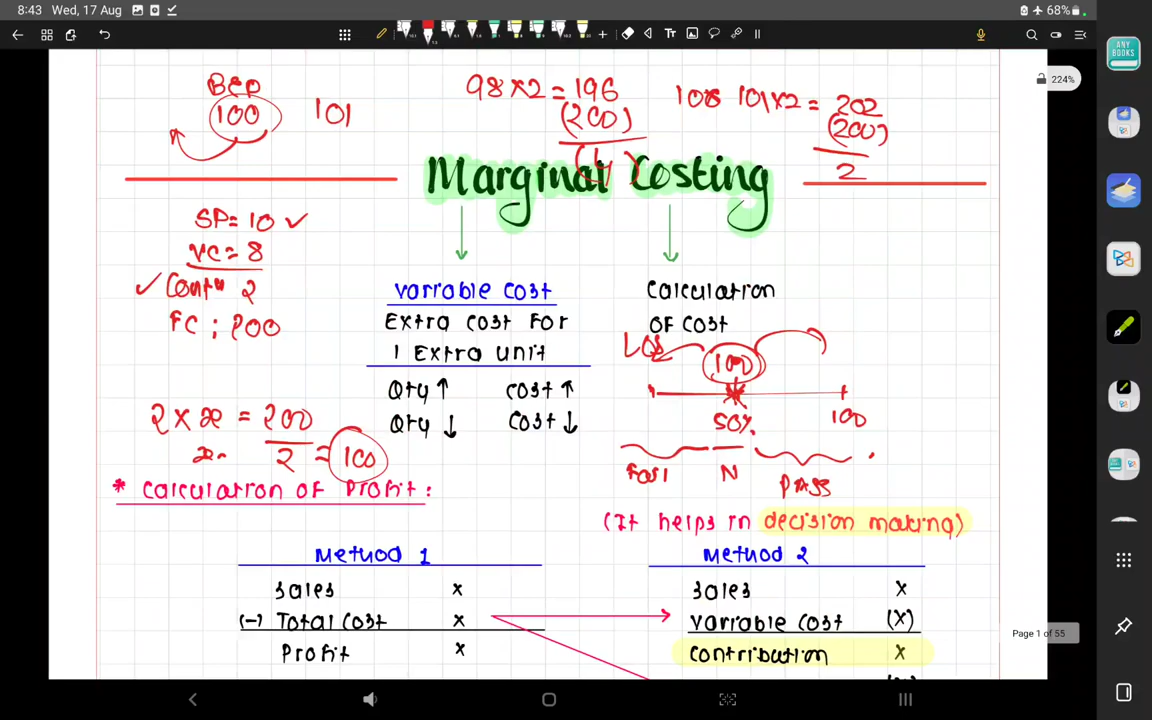 8:43 Wed, 17 Aug
68%
224%
Page 1 of 55
ANY BOOKS
Tт
BEP
100 101
98 x 2 = 196
(200)
(4)
101 x 2 = 202
(200)
2
Marginal Costing
SP = 10 ✓
VC = 8
✓ Contn 2
FC : 200
2 x x = 200
2
= 100
Variable Cost
Extra Cost For
1 Extra Unit
Qty ↑ Cost ↑
Qty ↓ Cost ↓
Calculation
OF Cost
100
50% 100
Fail N PASS
* Calculation of Profit:
(It helps in decision making)
Method 1
Sales x
(-) Total Cost x
Profit x
Method 2
Sales x
Variable Cost (x)
Contribution x